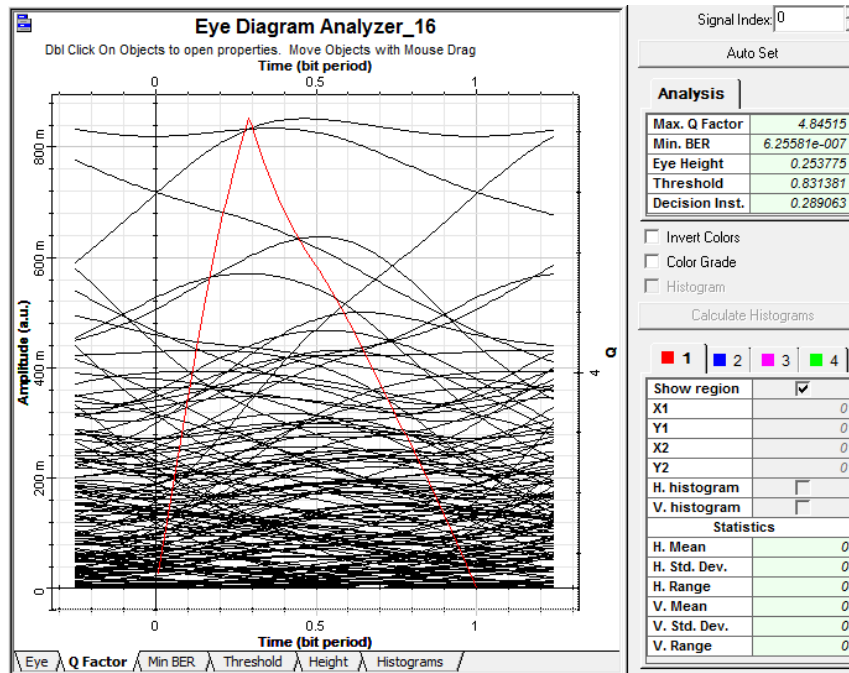 Eye Diagram Analyzer_16
Dbl Click On Objects to open properties. Move Objects with Mouse Drag
Time (bit period)
0 0.5 1
Amplitude (a.u.)
800 m
600 m
400 m
200 m
0
4
Q
0 0.5 1
Time (bit period)
Eye Q Factor Min BER Threshold Height Histograms
Signal Index: 0
Auto Set
Analysis
Max. Q Factor 4.84515
Min. BER 6.25581e-007
Eye Height 0.253775
Threshold 0.831381
Decision Inst. 0.289063
Invert Colors
Color Grade
Histogram
Calculate Histograms
1 2 3 4
Show region
X1 0
Y1 0
X2 0
Y2 0
H. histogram
V. histogram
Statistics
H. Mean 0
H. Std. Dev. 0
H. Range 0
V. Mean 0
V. Std. Dev. 0
V. Range 0